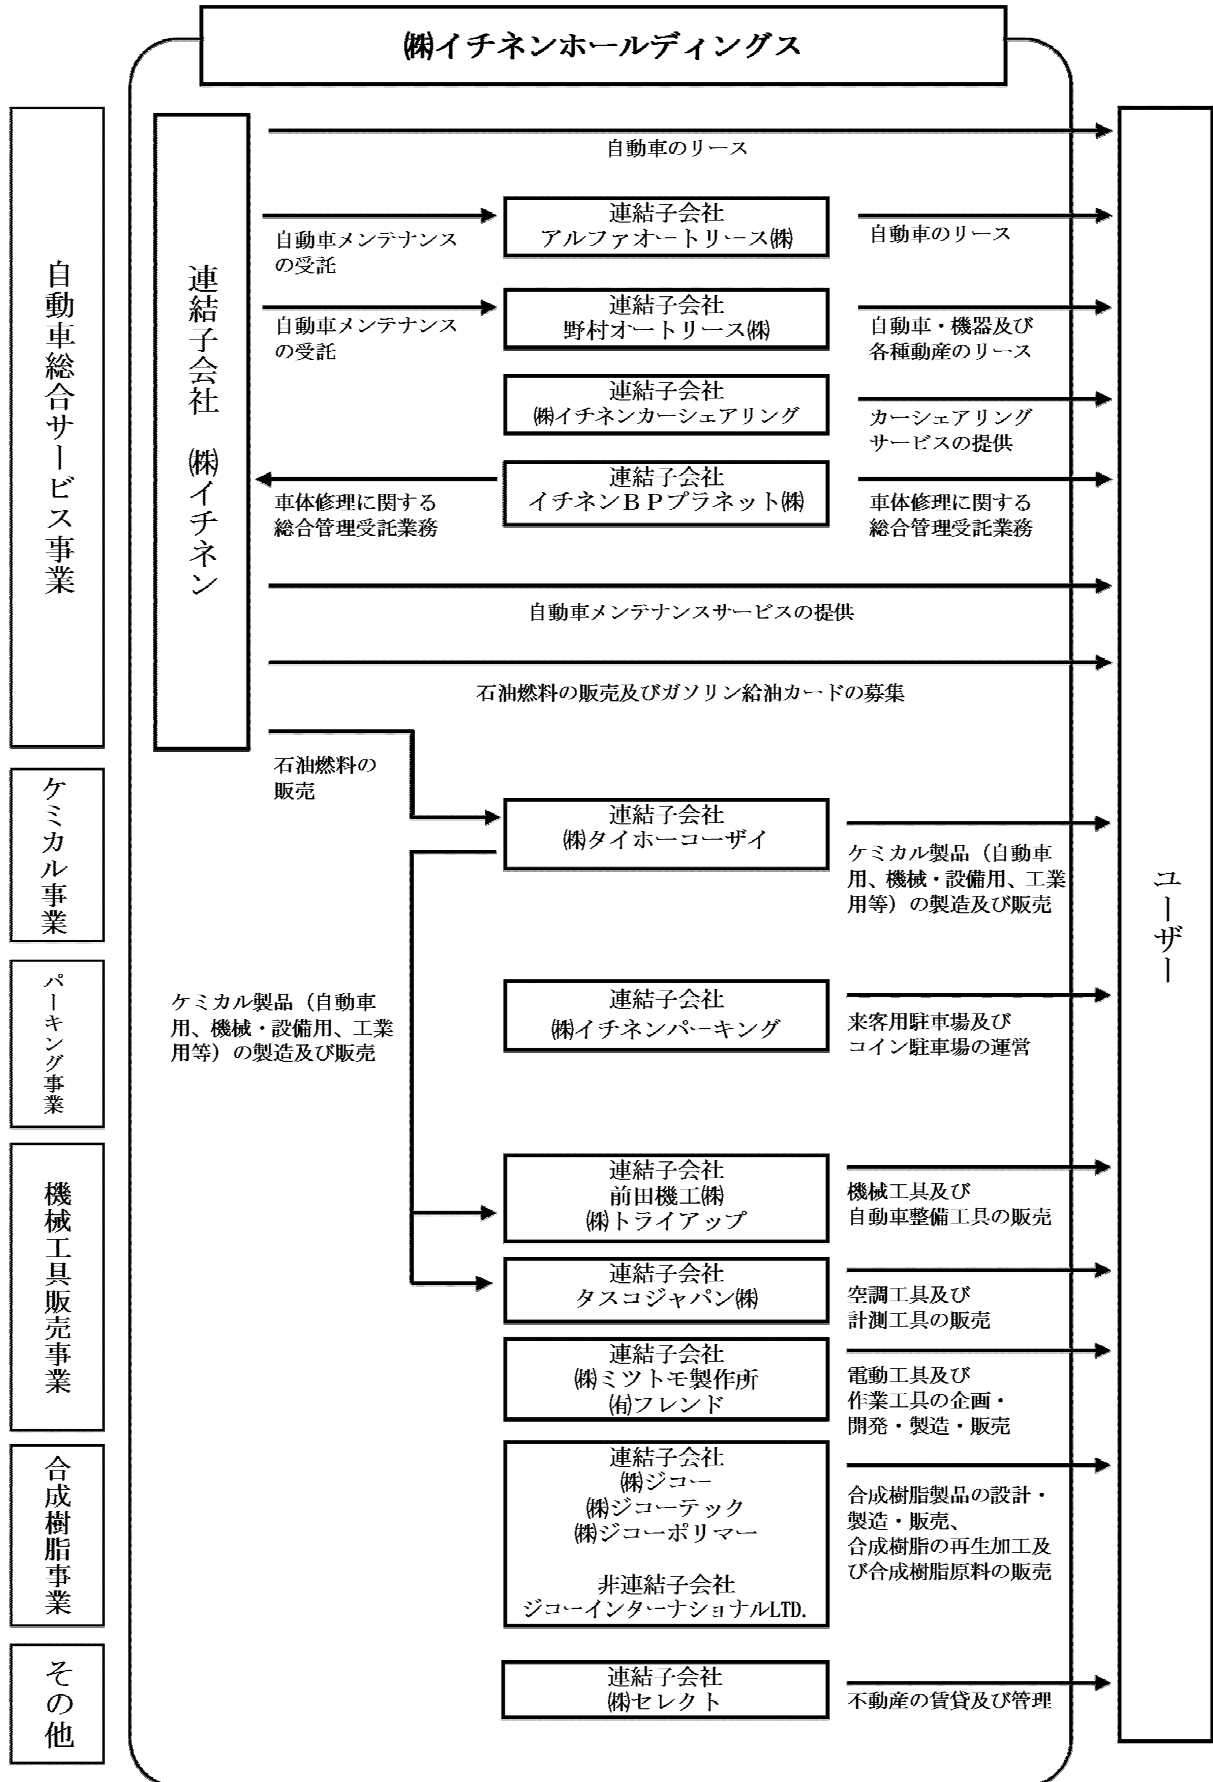 ㈱イチネンホールディングス
自動車総合サービス事業
連結子会社 ㈱イチネン
自動車のリース
自動車メンテナンス
の受託
連結子会社
アルファオートリース㈱
自動車のリース
自動車メンテナンス
の受託
連結子会社
野村オートリース㈱
自動車・機器及び
各種動産のリース
連結子会社
㈱イチネンカーシェアリング
カーシェアリング
サービスの提供
車体修理に関する
総合管理受託業務
連結子会社
イチネンBPプラネット㈱
車体修理に関する
総合管理受託業務
自動車メンテナンスサービスの提供
石油燃料の販売及びガソリン給油カードの募集
石油燃料の
販売
ケミカル事業
連結子会社
㈱タイホーコーザイ
ケミカル製品(自動車
用、機械・設備用、工業
用等)の製造及び販売
ユーザー
パーキング事業
ケミカル製品(自動車
用、機械・設備用、工業
用等)の製造及び販売
連結子会社
㈱イチネンパーキング
来客用駐車場及び
コイン駐車場の運営
機械工具販売事業
連結子会社
前田機工㈱
㈱トライアップ
機械工具及び
自動車整備工具の販売
連結子会社
タスコジャパン㈱
空調工具及び
計測工具の販売
連結子会社
㈱ミツトモ製作所
㈲フレンド
電動工具及び
作業工具の企画・
開発・製造・販売
合成樹脂事業
連結子会社
㈱ジコー
㈱ジコーテック
㈱ジコーポリマー
非連結子会社
ジコーインターナショナルLTD.
合成樹脂製品の設計・
製造・販売、
合成樹脂の再生加工及
び合成樹脂原料の販売
その他
連結子会社
㈱セレクト
不動産の賃貸及び管理